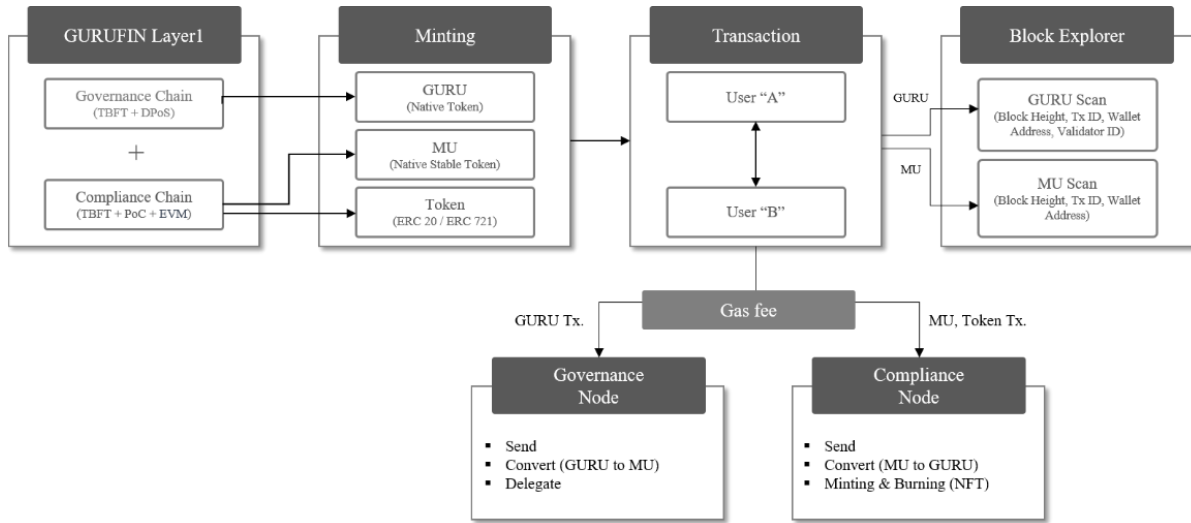 GURUFIN Layer1
Governance Chain
(TBFT + DPoS)
+
Compliance Chain
(TBFT + PoC + EVM)
Minting
GURU
(Native Token)
MU
(Native Stable Token)
Token
(ERC 20 / ERC 721)
Transaction
User “A”
User “B”
GURU
MU
Block Explorer
GURU Scan
(Block Height, Tx ID, Wallet
Address, Validator ID)
MU Scan
(Block Height, Tx ID, Wallet
Address)
Gas fee
GURU Tx.
MU, Token Tx.
Governance
Node
▪ Send
▪ Convert (GURU to MU)
▪ Delegate
Compliance
Node
▪ Send
▪ Convert (MU to GURU)
▪ Minting & Burning (NFT)